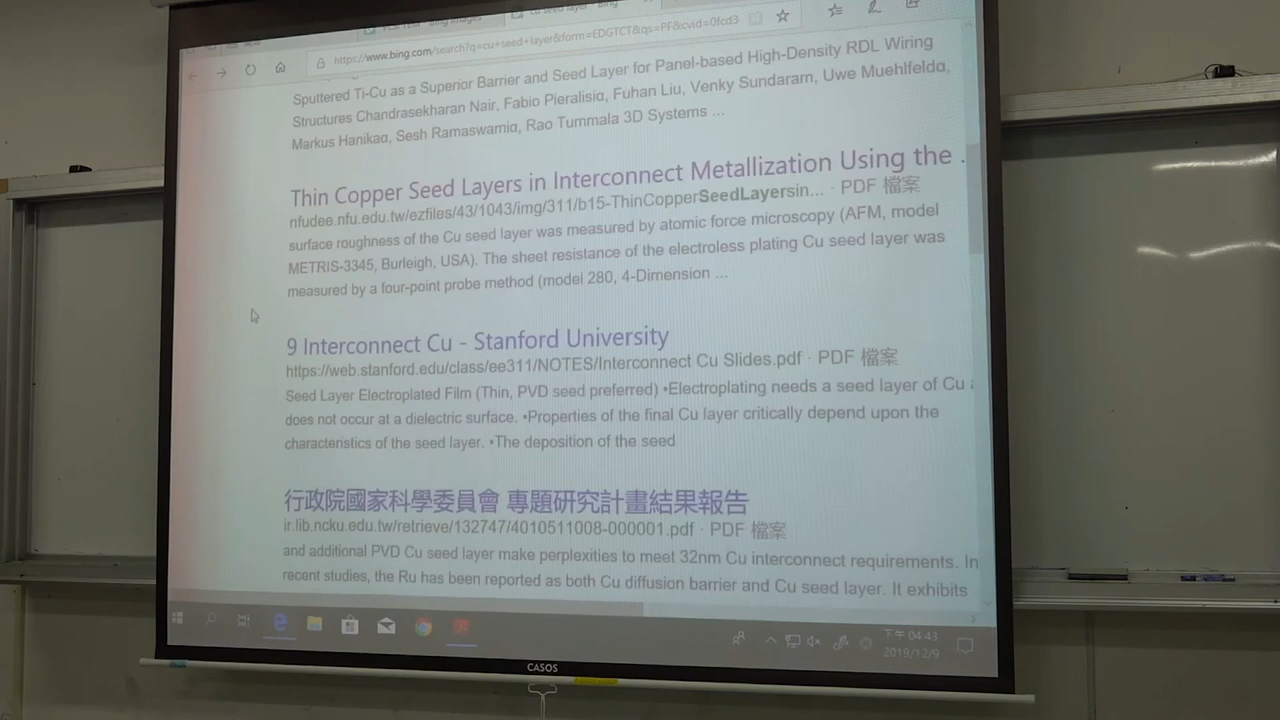 https://www.bing.com/search?q=cu+seed+layer&form=EDGTCT&qs=PF&cvid=0fcd3
Sputtered Ti-Cu as a Superior Barrier and Seed Layer for Panel-based High-Density RDL Wiring
Structures Chandrasekharan Nair, Fabio Pieralisiα, Fuhan Liu, Venky Sundaram, Uwe Muehlfeldα,
Markus Hanikaα, Sesh Ramaswamiα, Rao Tummala 3D Systems ...
Thin Copper Seed Layers in Interconnect Metallization Using the .
nfudee.nfu.edu.tw/ezfiles/43/1043/img/311/b15-ThinCopperSeedLayersin... · PDF 檔案
surface roughness of the Cu seed layer was measured by atomic force microscopy (AFM, model
METRIS-3345, Burleigh, USA). The sheet resistance of the electroless plating Cu seed layer was
measured by a four-point probe method (model 280, 4-Dimension ...
9 Interconnect Cu - Stanford University
https://web.stanford.edu/class/ee311/NOTES/Interconnect Cu Slides.pdf · PDF 檔案
Seed Layer Electroplated Film (Thin, PVD seed preferred) •Electroplating needs a seed layer of Cu
does not occur at a dielectric surface. •Properties of the final Cu layer critically depend upon the
characteristics of the seed layer. •The deposition of the seed
行政院國家科學委員會 專題研究計畫結果報告
ir.lib.ncku.edu.tw/retrieve/132747/4010511008-000001.pdf · PDF 檔案
and additional PVD Cu seed layer make perplexities to meet 32nm Cu interconnect requirements. In
recent studies, the Ru has been reported as both Cu diffusion barrier and Cu seed layer. It exhibits
下午 04:43
2019/12/9
CASOS